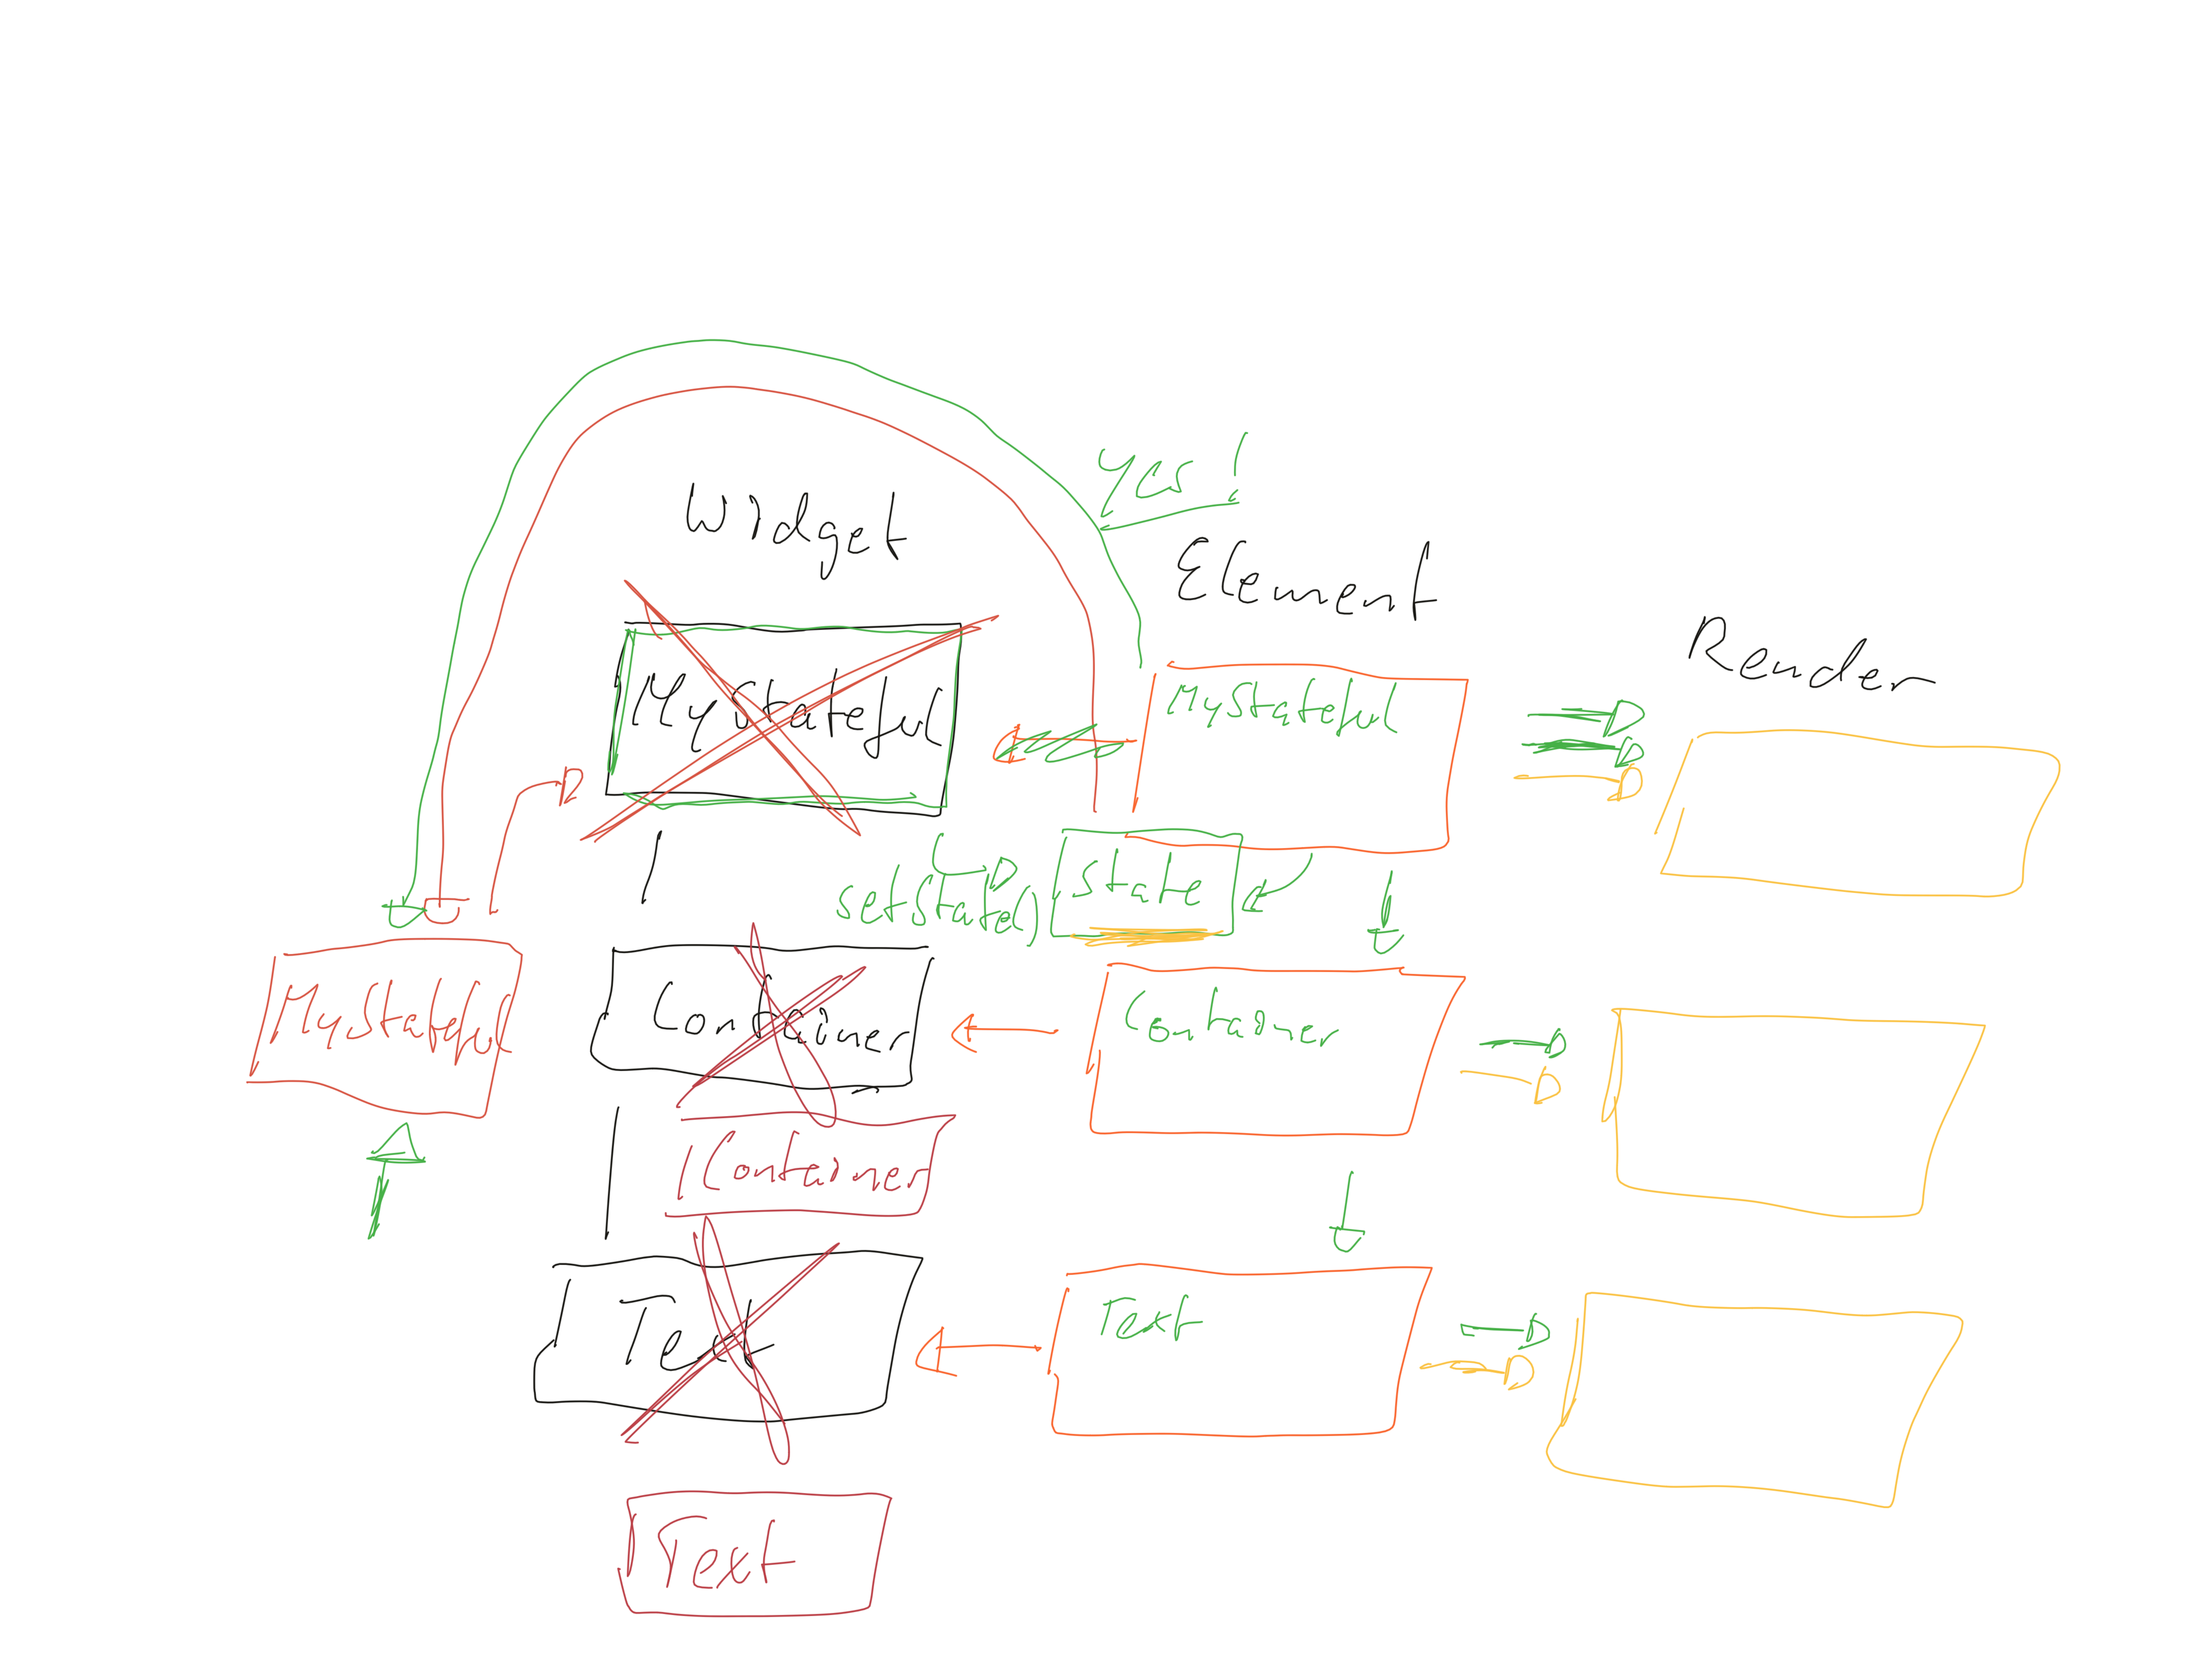 yes!
Widget
Element
Render
MyStateful
MyStateful
setState()
State
MyStateful
Container
Container
Container
Text
Text
Text